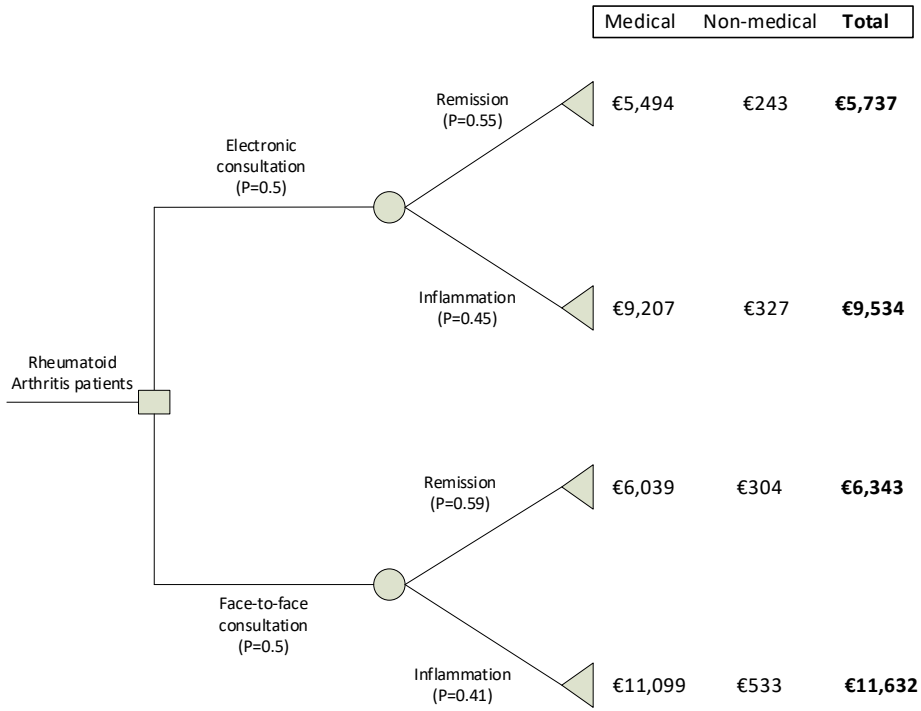 Medical Non-medical Total
Remission
(P=0.55)
€5,494 €243 €5,737
Electronic
consultation
(P=0.5)
Inflammation
(P=0.45)
€9,207 €327 €9,534
Rheumatoid
Arthritis patients
Remission
(P=0.59)
€6,039 €304 €6,343
Face-to-face
consultation
(P=0.5)
Inflammation
(P=0.41)
€11,099 €533 €11,632